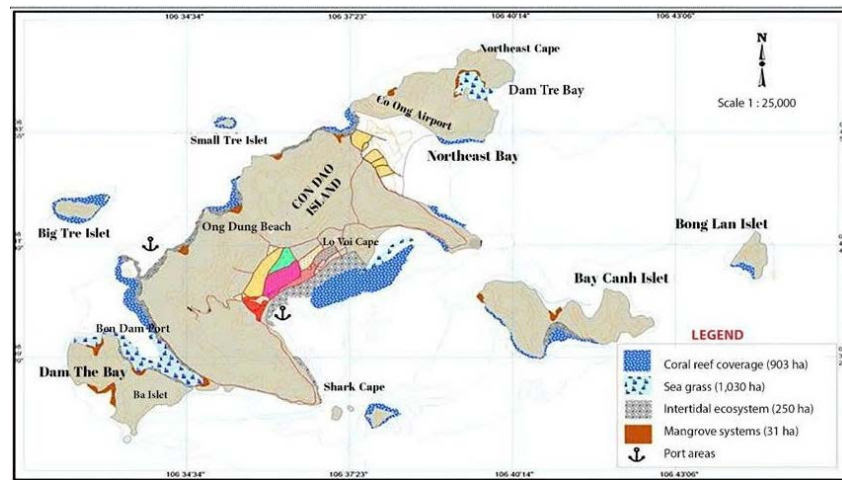 106 34'34"
106 37'23"
106 40'14"
106 43'06"
Northeast Cape
N
Dam Tre Bay
Scale 1 : 25,000
Co Ong Airport
Small Tre Islet
Northeast Bay
CON DAO
ISLAND
Big Tre Islet
Ong Dung Beach
Lo Voi Cape
Bong Lan Islet
Bay Canh Islet
Ben Dam Port
LEGEND
Coral reef coverage (903 ha)
Dam The Bay
Sea grass (1,030 ha)
Ba Islet
Shark Cape
Intertidal ecosystem (250 ha)
Mangrove systems (31 ha)
Port areas
106 34'34"
106 37'23"
106 40'14"
106 43'06"